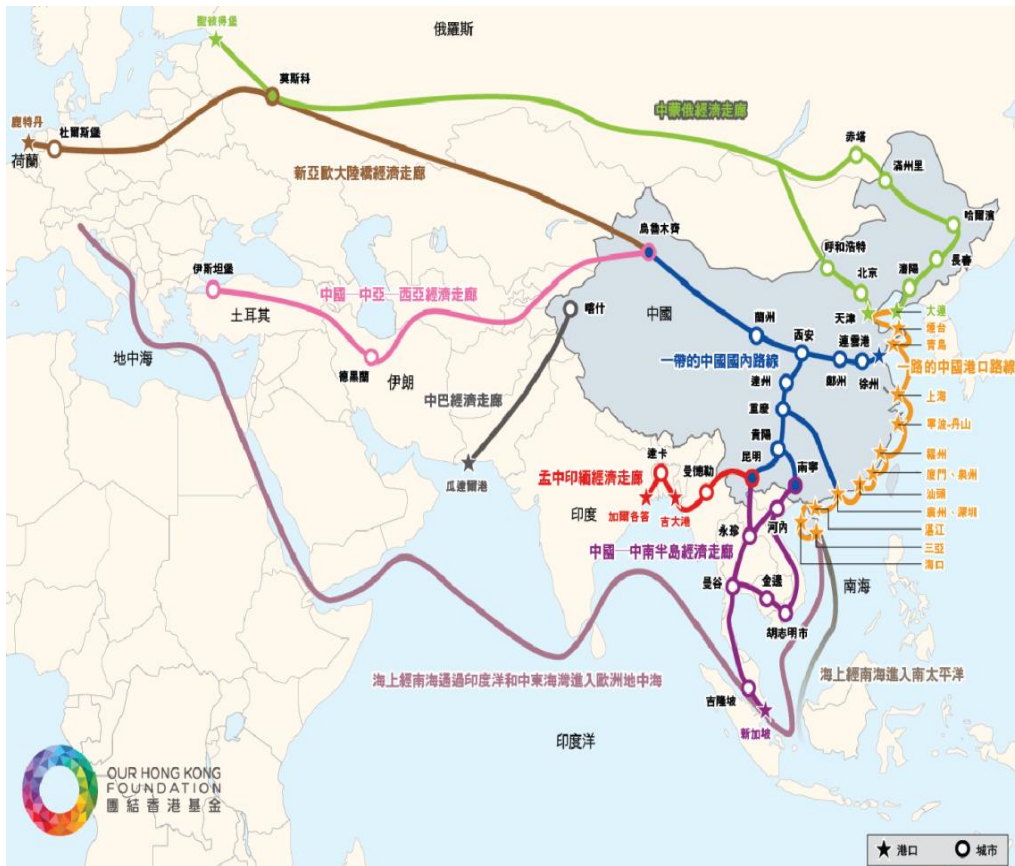 聖彼得堡
俄羅斯
莫斯科
中蒙俄經濟走廊
赤塔
滿州里
鹿特丹
杜爾斯堡
荷蘭
新亞歐大陸橋經濟走廊
哈爾濱
烏魯木齊
呼和浩特
長春
瀋陽
北京
伊斯坦堡
中國—中亞—西亞經濟走廊
土耳其
喀什
中國
蘭州
天津
大連
煙台
西安
連雲港
青島
地中海
德黑蘭
伊朗
一帶的中國國內路線
一路的中國港口路線
鄭州
徐州
中巴經濟走廊
達州
上海
重慶
寧波-丹山
貴陽
達卡
昆明
南寧
福州
孟中印緬經濟走廊
曼德勒
廈門、泉州
瓜達爾港
汕頭
印度
加爾各答
吉大港
廣州、深圳
永珍
河內
湛江
中國—中南半島經濟走廊
三亞
海口
曼谷
金邊
南海
胡志明市
海上經南海通過印度洋和中東海灣進入歐洲地中海
海上經南海進入南太平洋
吉隆坡
新加坡
印度洋
OUR HONG KONG
FOUNDATION
團結香港基金
港口
城市